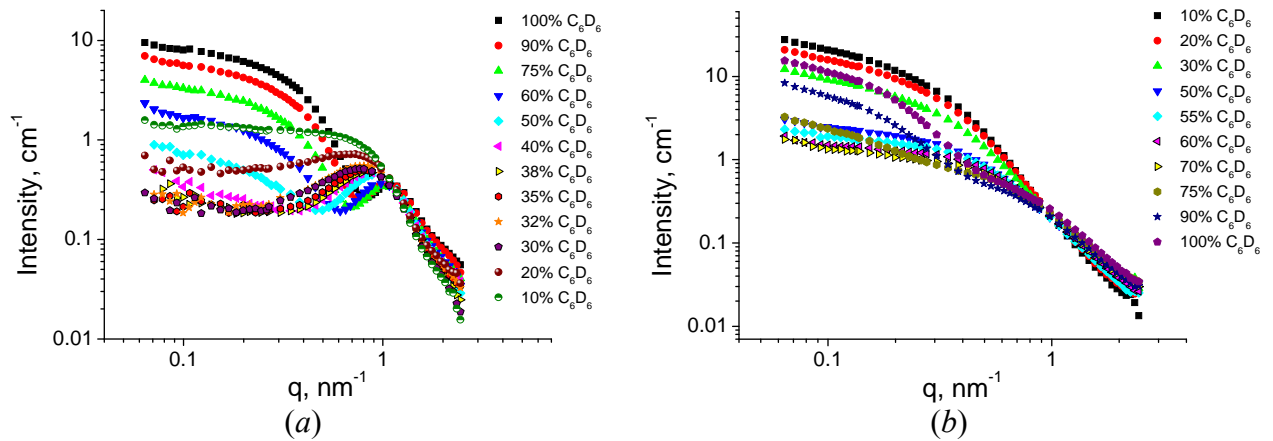 10
1
0.1
0.01
0.1
1
Intensity, cm⁻¹
q, nm⁻¹
100% C₆D₆
90% C₆D₆
75% C₆D₆
60% C₆D₆
50% C₆D₆
40% C₆D₆
38% C₆D₆
35% C₆D₆
32% C₆D₆
30% C₆D₆
20% C₆D₆
10% C₆D₆
(a)
10
1
0.1
0.01
0.1
1
Intensity, cm⁻¹
q, nm⁻¹
10% C₆D₆
20% C₆D₆
30% C₆D₆
50% C₆D₆
55% C₆D₆
60% C₆D₆
70% C₆D₆
75% C₆D₆
90% C₆D₆
100% C₆D₆
(b)